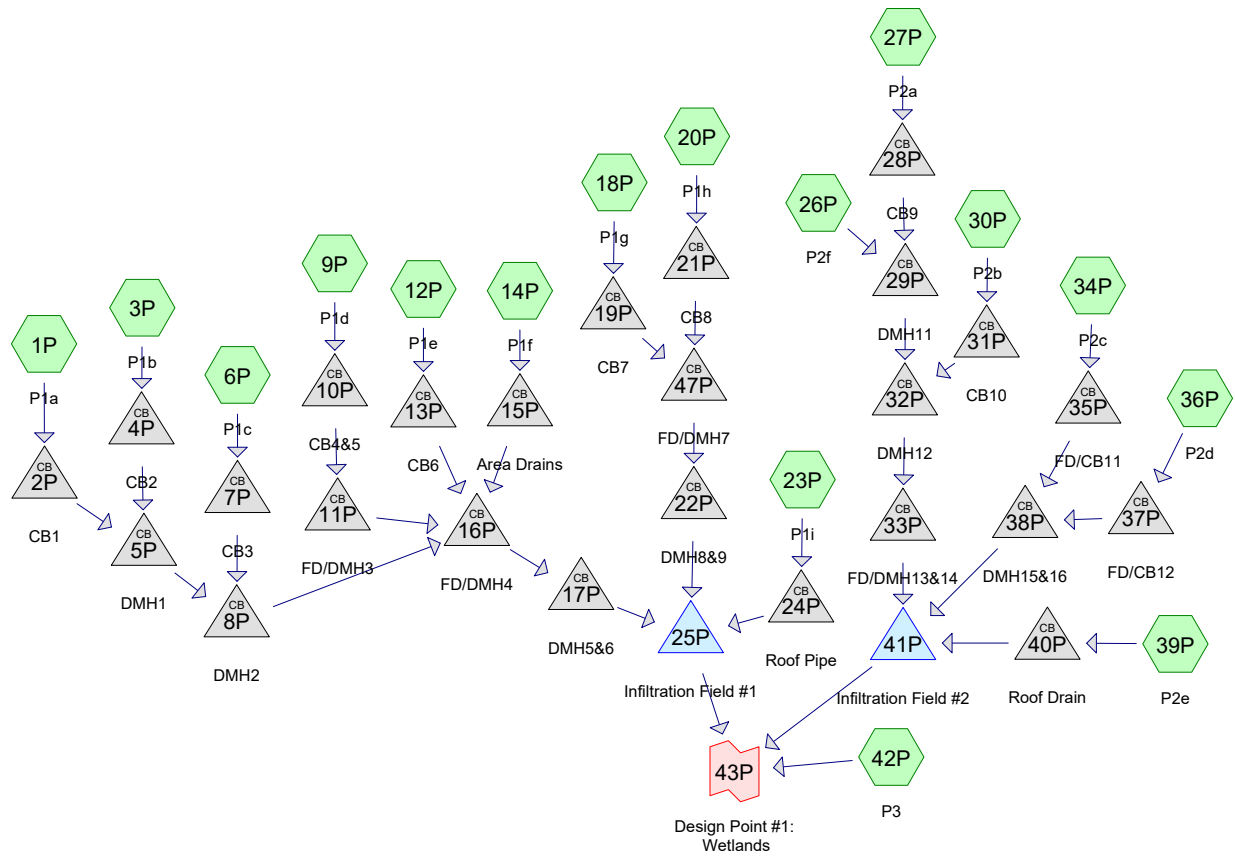 27P
P2a
CB
28P
20P
P1h
18P
P1g
26P
P2f
CB9
30P
P2b
CB
29P
CB
21P
9P
P1d
12P
P1e
14P
P1f
CB
19P
CB7
CB8
DMH11
CB
31P
CB10
34P
P2c
3P
P1b
1P
P1a
6P
P1c
CB
10P
CB4&5
CB
13P
CB6
CB
15P
Area Drains
CB
47P
FD/DMH7
CB
32P
DMH12
CB
35P
FD/CB11
36P
P2d
CB
4P
CB2
CB
2P
CB1
CB
7P
CB3
CB
11P
FD/DMH3
CB
16P
FD/DMH4
CB
22P
DMH8&9
23P
P1i
CB
33P
FD/DMH13&14
CB
38P
DMH15&16
CB
37P
FD/CB12
CB
5P
DMH1
CB
8P
DMH2
CB
17P
DMH5&6
25P
Infiltration Field #1
CB
24P
Roof Pipe
41P
Infiltration Field #2
CB
40P
Roof Drain
39P
P2e
43P
Design Point #1:
Wetlands
42P
P3